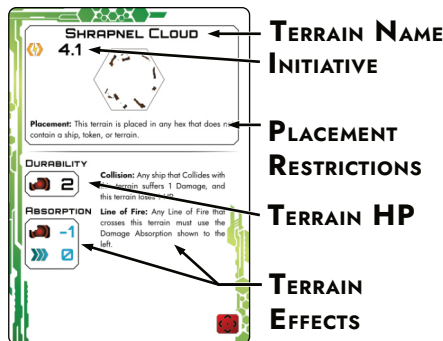 SHRAPNEL CLOUD
4.1
Placement: This terrain is placed in any hex that does
contain a ship, token, or terrain.
DURABILITY
2
ABSORPTION
-1
0
Collision: Any ship that Collides with
this terrain suffers 1 Damage, and
this terrain loses 1 HP.
Line of Fire: Any Line of Fire that
crosses this terrain must use the
Damage Absorption shown to the
left.
TERRAIN NAME
INITIATIVE
PLACEMENT
RESTRICTIONS
TERRAIN HP
TERRAIN
EFFECTS